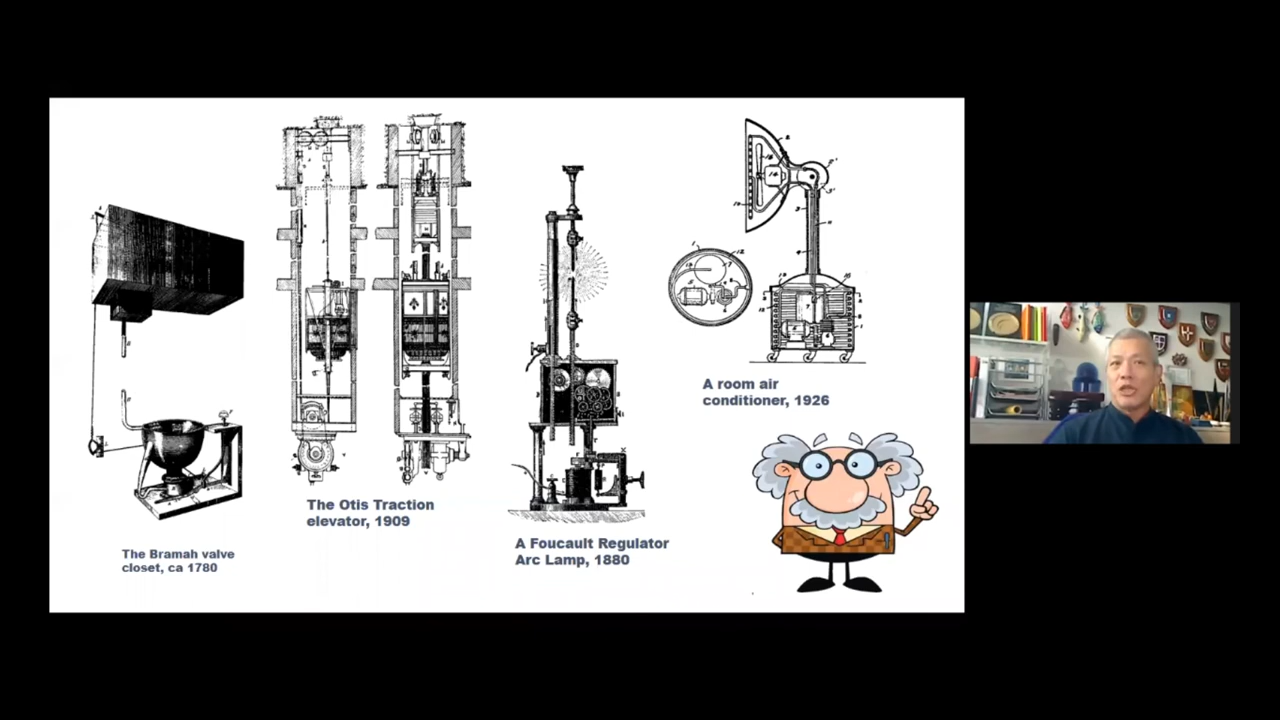 The Bramah valve
closet, ca 1780
The Otis Traction
elevator, 1909
A Foucault Regulator
Arc Lamp, 1880
A room air
conditioner, 1926